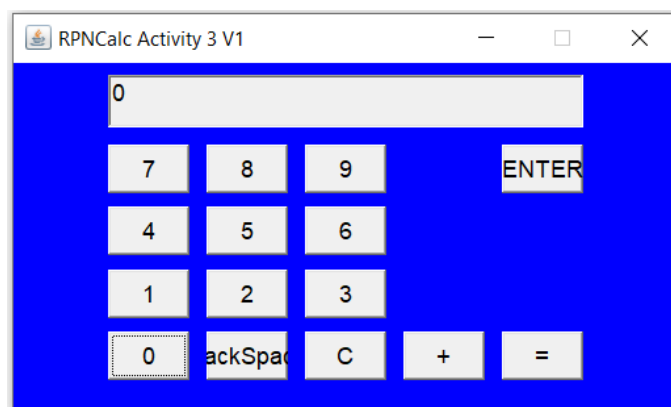 RPNCalc Activity 3 V1
0
7 8 9 ENTER
4 5 6
1 2 3
0 ackSpac C + =